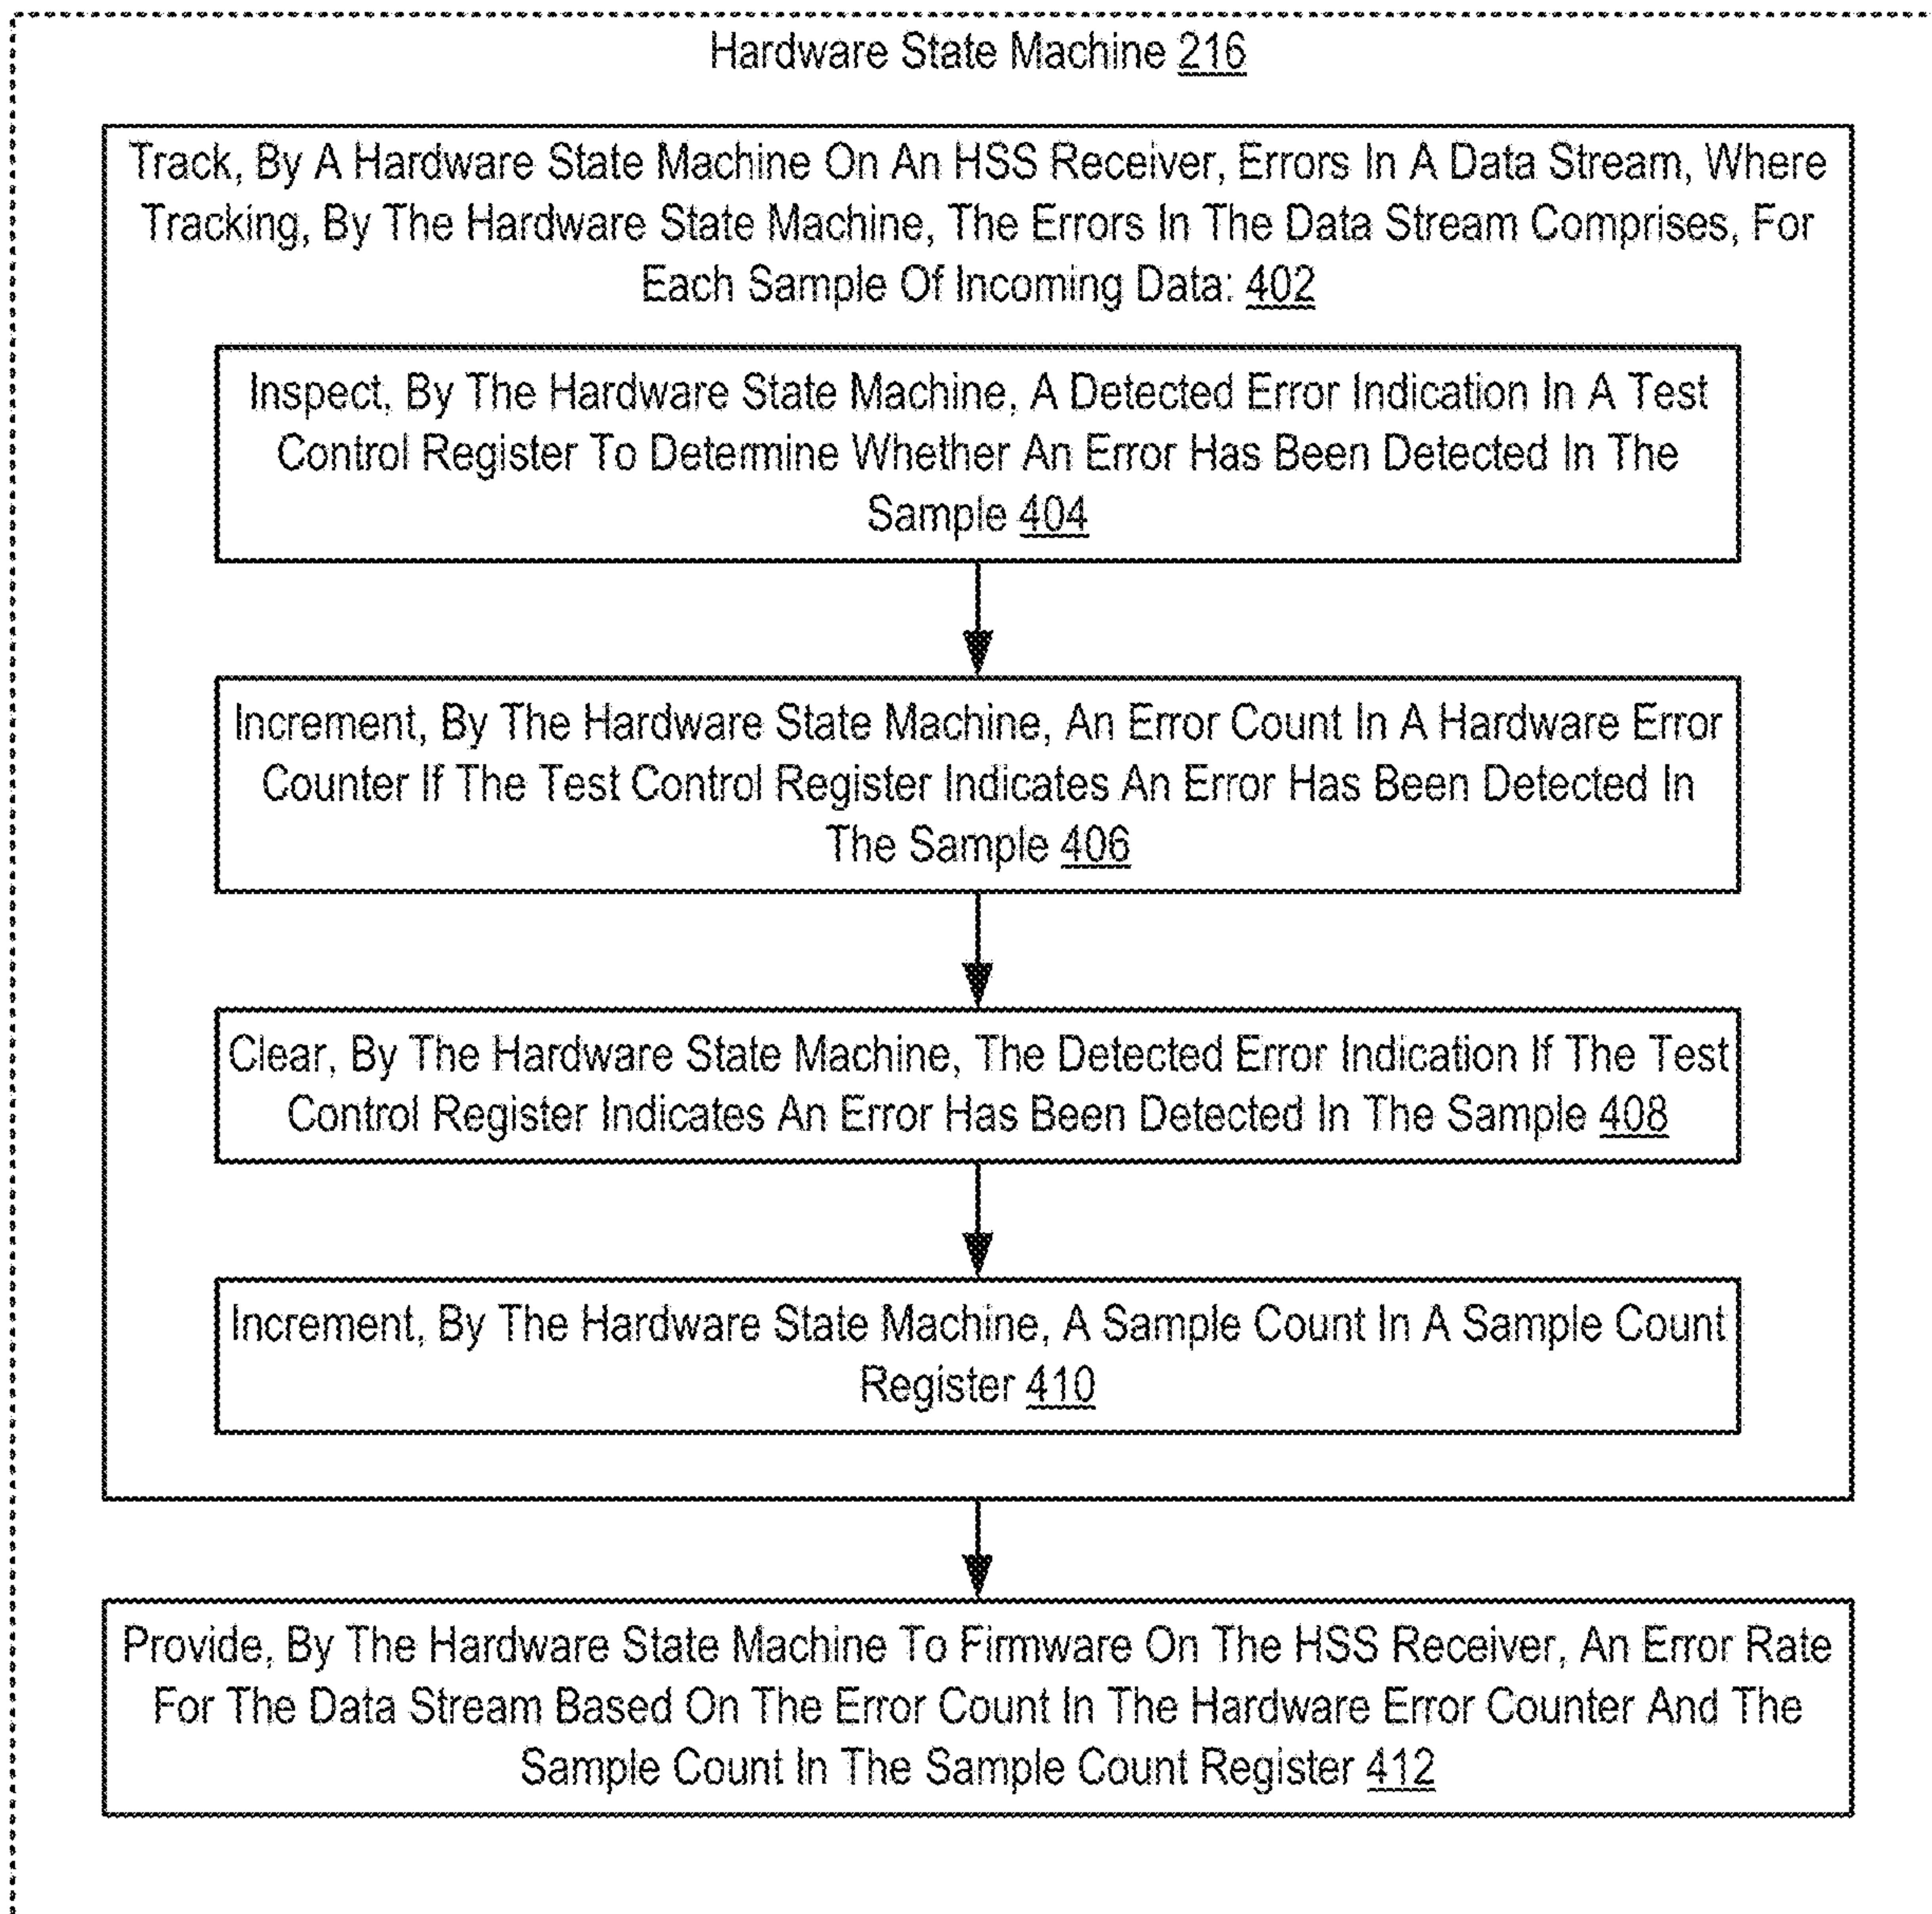 Hardware State Machine 216
Track, By A Hardware State Machine On An HSS Receiver, Errors In A Data Stream, Where
Tracking, By The Hardware State Machine, The Errors In The Data Stream Comprises, For
Each Sample Of Incoming Data: 402
Inspect, By The Hardware State Machine, A Detected Error Indication In A Test
Control Register To Determine Whether An Error Has Been Detected In The
Sample 404
Increment, By The Hardware State Machine, An Error Count In A Hardware Error
Counter If The Test Control Register Indicates An Error Has Been Detected In
The Sample 406
Clear, By The Hardware State Machine, The Detected Error Indication If The Test
Control Register Indicates An Error Has Been Detected In The Sample 408
Increment, By The Hardware State Machine, A Sample Count In A Sample Count
Register 410
Provide, By The Hardware State Machine To Firmware On The HSS Receiver, An Error Rate
For The Data Stream Based On The Error Count In The Hardware Error Counter And The
Sample Count In The Sample Count Register 412